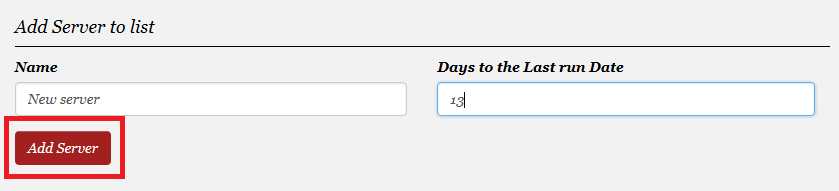 Add Server to list
Name
Days to the Last run Date
New server
13
Add Server